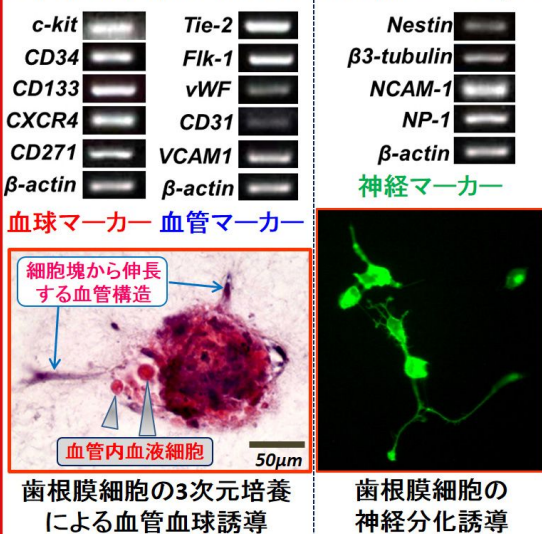 c-kit
CD34
CD133
CXCR4
CD271
β-actin
血球マーカー
Tie-2
Flk-1
vWF
CD31
VCAM1
β-actin
血管マーカー
細胞塊から伸長
する血管構造
血管内血液細胞
50μm
歯根膜細胞の3次元培養
による血管血球誘導
Nestin
β3-tubulin
NCAM-1
NP-1
β-actin
神経マーカー
歯根膜細胞の
神経分化誘導